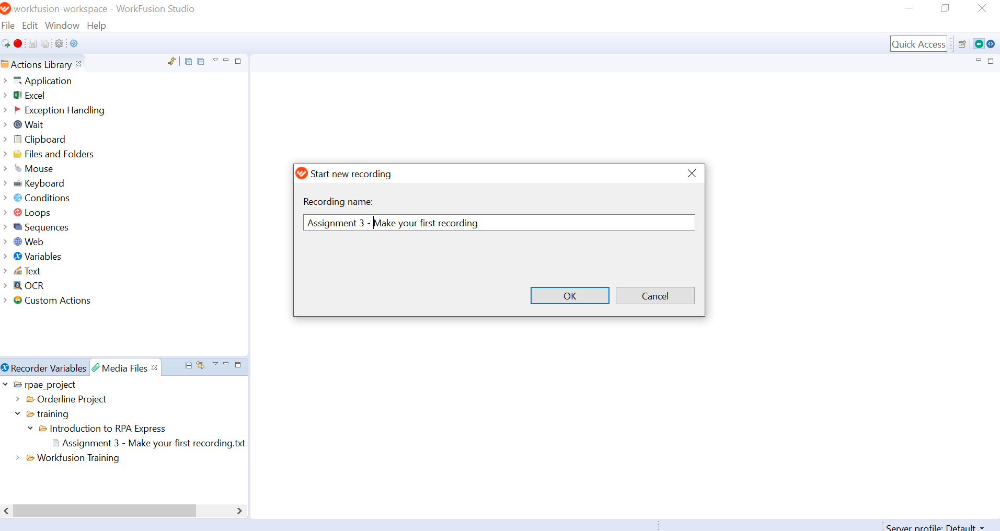 workfusion-workspace - WorkFusion Studio
File Edit Window Help
Quick Access
Actions Library
Application
Excel
Exception Handling
Wait
Clipboard
Files and Folders
Mouse
Keyboard
Conditions
Loops
Sequences
Web
Variables
ABC Text
OCR
Custom Actions
Start new recording
Recording name:
Assignment 3 - Make your first recording
OK Cancel
Recorder Variables Media Files
rpae_project
Orderline Project
training
Introduction to RPA Express
Assignment 3 - Make your first recording.txt
Workfusion Training
Server profile: Default